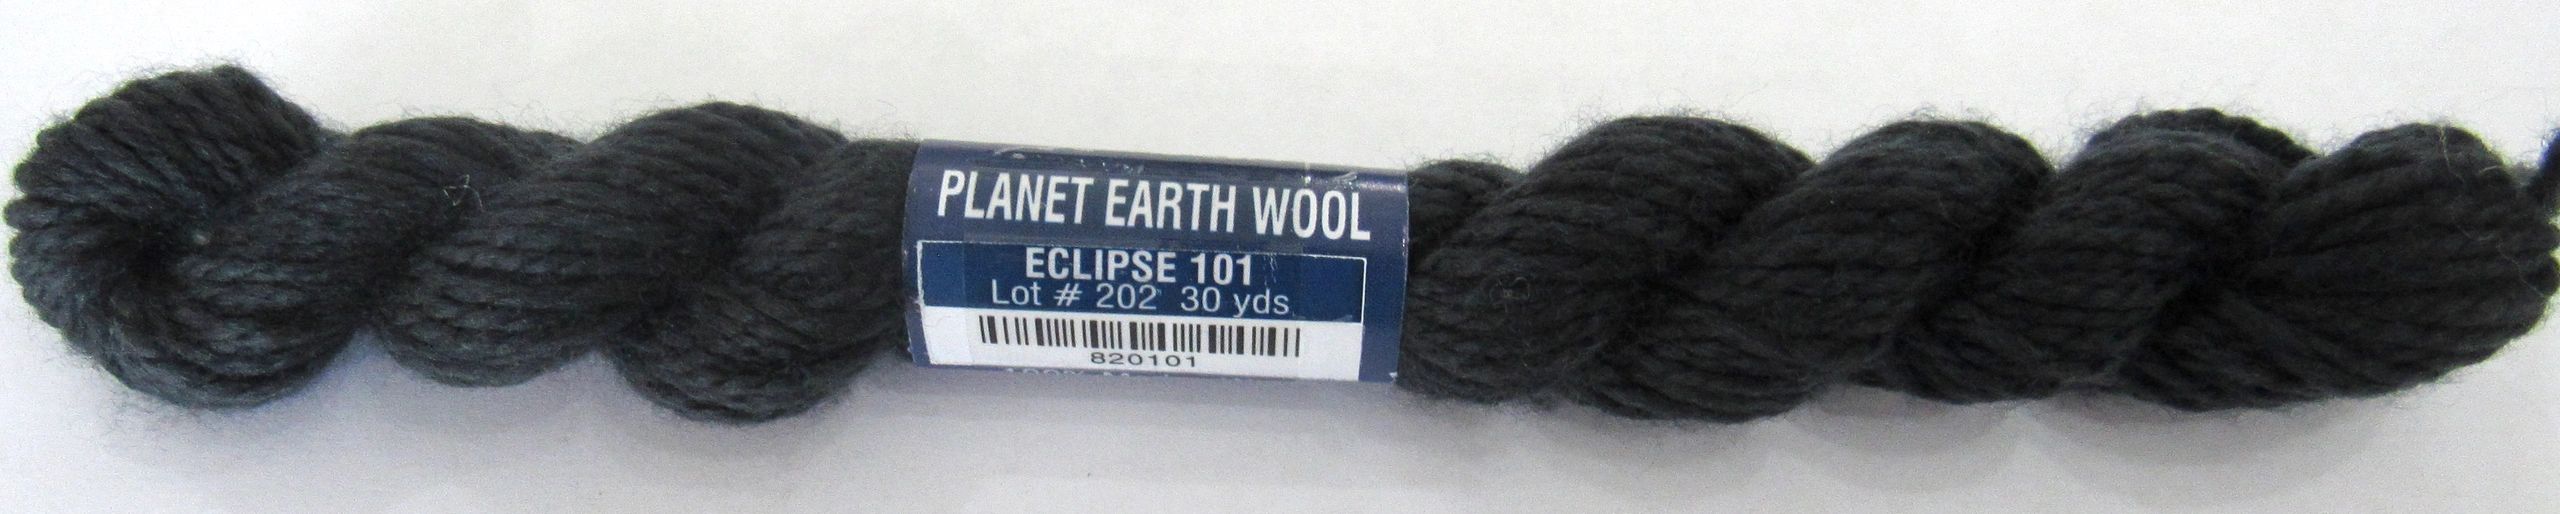 PLANET EARTH WOOL
ECLIPSE 101
Lot # 202 30 yds
820101